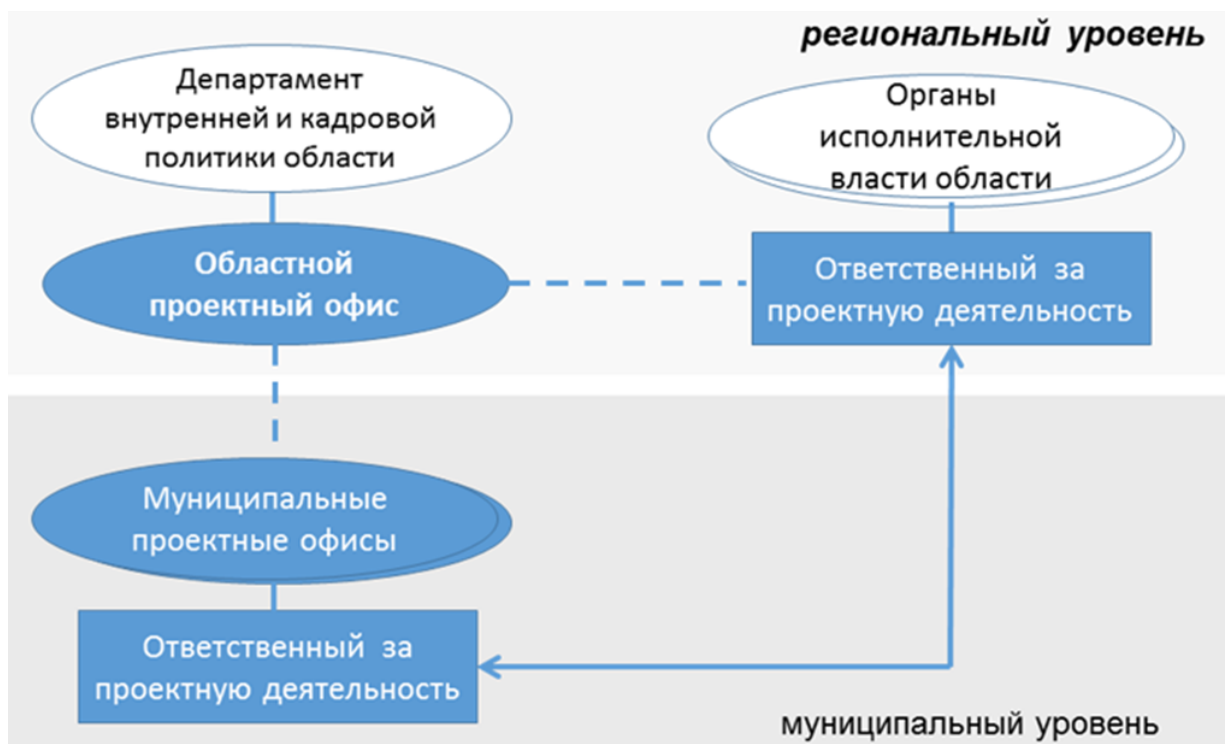 региональный уровень
Департамент
внутренней и кадровой
политики области
Органы
исполнительной
власти области
Областной
проектный офис
Ответственный за
проектную деятельность
Муниципальные
проектные офисы
Ответственный за
проектную деятельность
муниципальный уровень